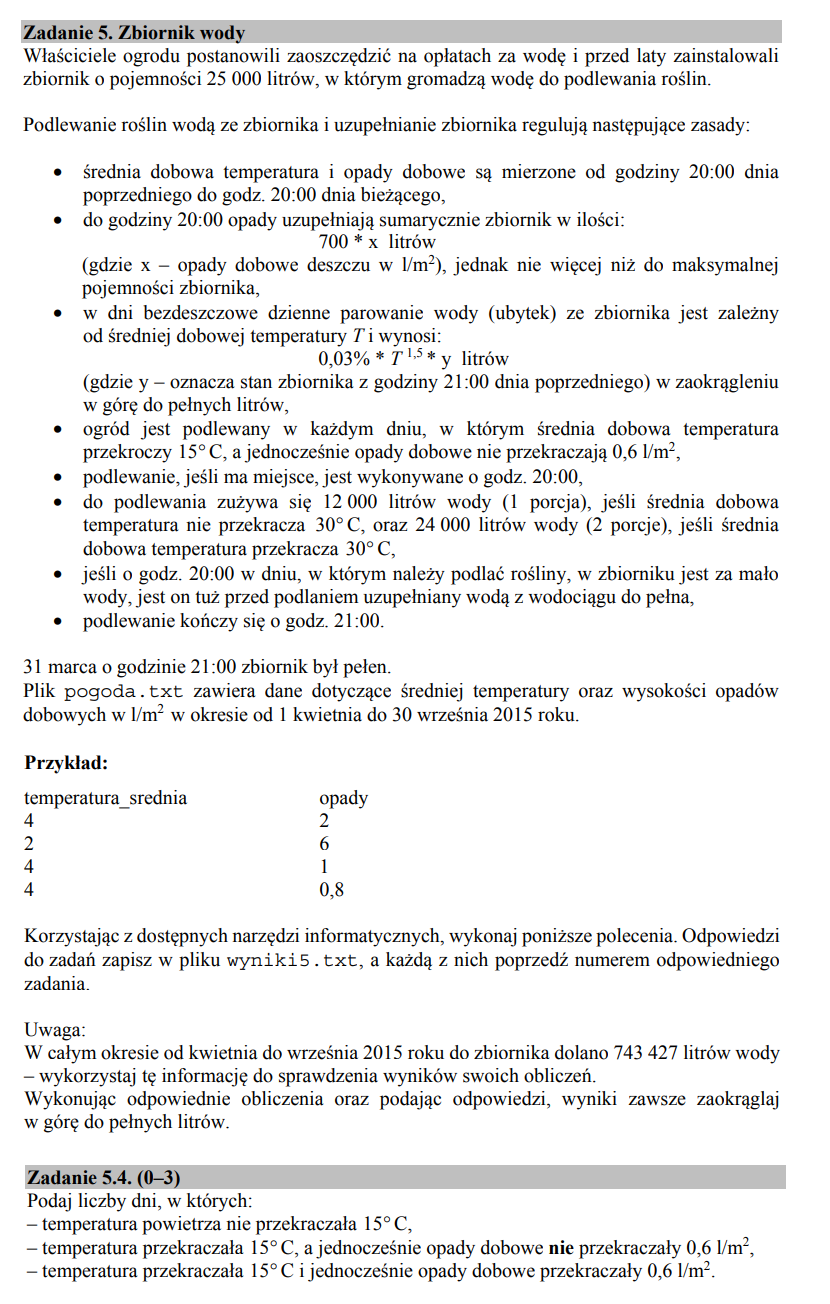 Zadanie 5. Zbiornik wody
Właściciele ogrodu postanowili zaoszczędzić na opłatach za wodę i przed laty zainstalowali
zbiornik o pojemności 25 000 litrów, w którym gromadzą wodę do podlewania roślin.
Podlewanie roślin wodą ze zbiornika i uzupełnianie zbiornika regulują następujące zasady:
• średnia dobowa temperatura i opady dobowe są mierzone od godziny 20:00 dnia
poprzedniego do godz. 20:00 dnia bieżącego,
• do godziny 20:00 opady uzupełniają sumarycznie zbiornik w ilości:
700 * x litrów
(gdzie x – opady dobowe deszczu w l/m²), jednak nie więcej niż do maksymalnej
pojemności zbiornika,
• w dni bezdeszczowe dzienne parowanie wody (ubytek) ze zbiornika jest zależny
od średniej dobowej temperatury T i wynosi:
0,03% * T ^1,5 * y litrów
(gdzie y – oznacza stan zbiornika z godziny 21:00 dnia poprzedniego) w zaokrągleniu
w górę do pełnych litrów,
• ogród jest podlewany w każdym dniu, w którym średnia dobowa temperatura
przekroczy 15° C, a jednocześnie opady dobowe nie przekraczają 0,6 l/m²,
• podlewanie, jeśli ma miejsce, jest wykonywane o godz. 20:00,
• do podlewania zużywa się 12 000 litrów wody (1 porcja), jeśli średnia dobowa
temperatura nie przekracza 30° C, oraz 24 000 litrów wody (2 porcje), jeśli średnia
dobowa temperatura przekracza 30° C,
• jeśli o godz. 20:00 w dniu, w którym należy podlać rośliny, w zbiorniku jest za mało
wody, jest on tuż przed podlaniem uzupełniany wodą z wodociągu do pełna,
• podlewanie kończy się o godz. 21:00.
31 marca o godzinie 21:00 zbiornik był pełen.
Plik pogoda.txt zawiera dane dotyczące średniej temperatury oraz wysokości opadów
dobowych w l/m² w okresie od 1 kwietnia do 30 września 2015 roku.
Przykład:
temperatura_srednia opady
4 2
2 6
4 1
4 0,8
Korzystając z dostępnych narzędzi informatycznych, wykonaj poniższe polecenia. Odpowiedzi
do zadań zapisz w pliku wyniki5.txt, a każdą z nich poprzedź numerem odpowiedniego
zadania.
Uwaga:
W całym okresie od kwietnia do września 2015 roku do zbiornika dolano 743 427 litrów wody
– wykorzystaj tę informację do sprawdzenia wyników swoich obliczeń.
Wykonując odpowiednie obliczenia oraz podając odpowiedzi, wyniki zawsze zaokrąglaj
w górę do pełnych litrów.
Zadanie 5.4. (0–3)
Podaj liczby dni, w których:
– temperatura powietrza nie przekraczała 15° C,
– temperatura przekraczała 15° C, a jednocześnie opady dobowe nie przekraczały 0,6 l/m²,
– temperatura przekraczała 15° C i jednocześnie opady dobowe przekraczały 0,6 l/m².